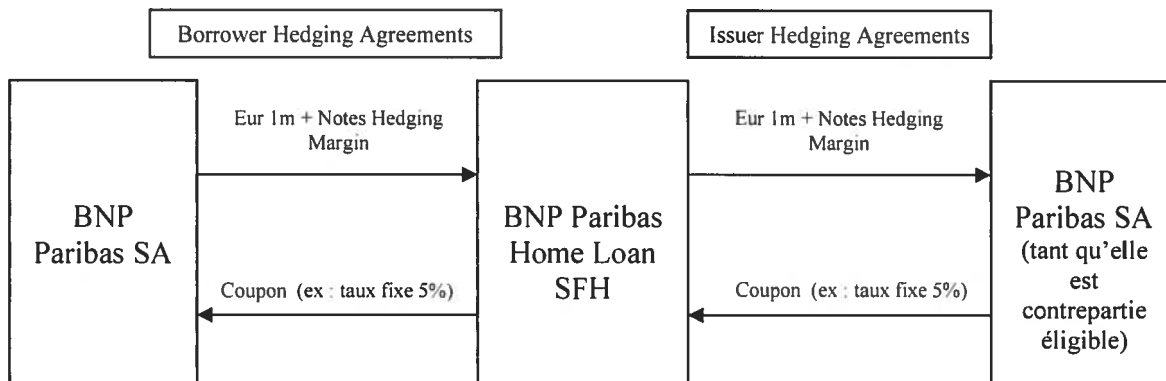 Borrower Hedging Agreements
Issuer Hedging Agreements
BNP
Paribas SA
Eur 1m + Notes Hedging
Margin
Coupon (ex : taux fixe 5%)
BNP Paribas
Home Loan
SFH
Eur 1m + Notes Hedging
Margin
Coupon (ex : taux fixe 5%)
BNP
Paribas SA
(tant qu'elle
est
contrepartie
éligible)